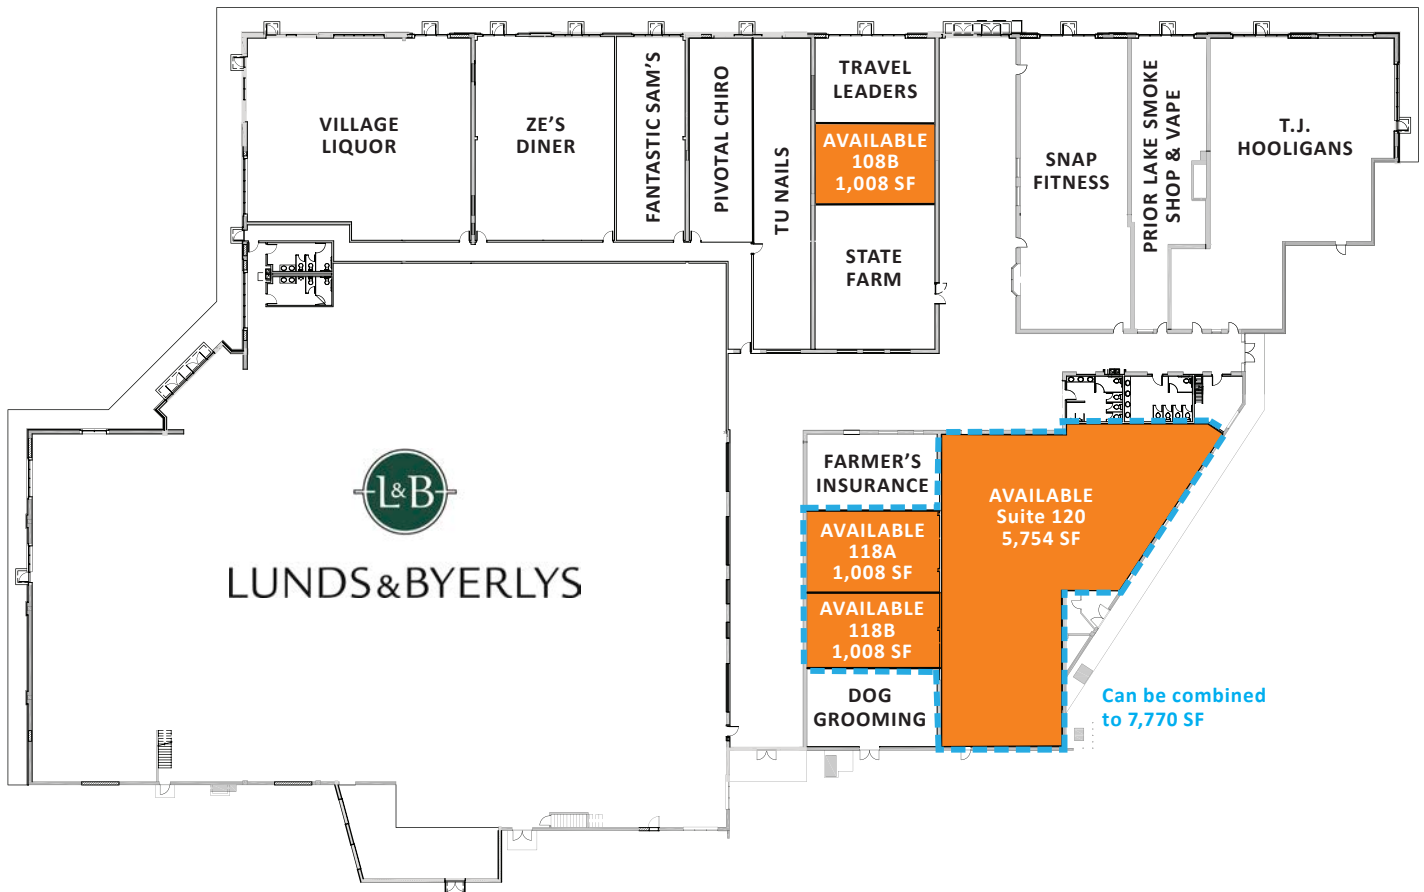 VILLAGE
LIQUOR
ZE'S
DINER
FANTASTIC SAM'S
PIVOTAL CHIRO
TU NAILS
TRAVEL
LEADERS
AVAILABLE
108B
1,008 SF
STATE
FARM
SNAP
FITNESS
PRIOR LAKE SMOKE
SHOP & VAPE
T.J.
HOOLIGANS
L&B
LUNDS & BYERLYS
FARMER'S
INSURANCE
AVAILABLE
118A
1,008 SF
AVAILABLE
118B
1,008 SF
DOG
GROOMING
AVAILABLE
Suite 120
5,754 SF
Can be combined
to 7,770 SF